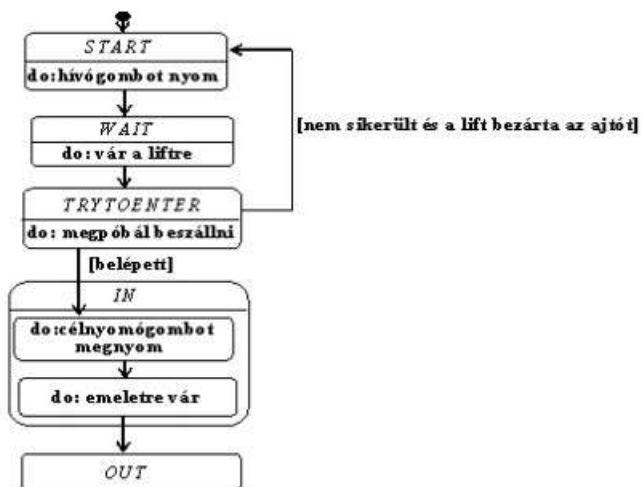 START
do:hívógombot nyom
WAIT
do: vár a liftre
[nem sikerült és a lift bezárta az ajtót]
TRYTOENTER
do: megpóbál beszállni
[belépett]
IN
do:célnyomógombot
megnyom
do: emeletre vár
OUT